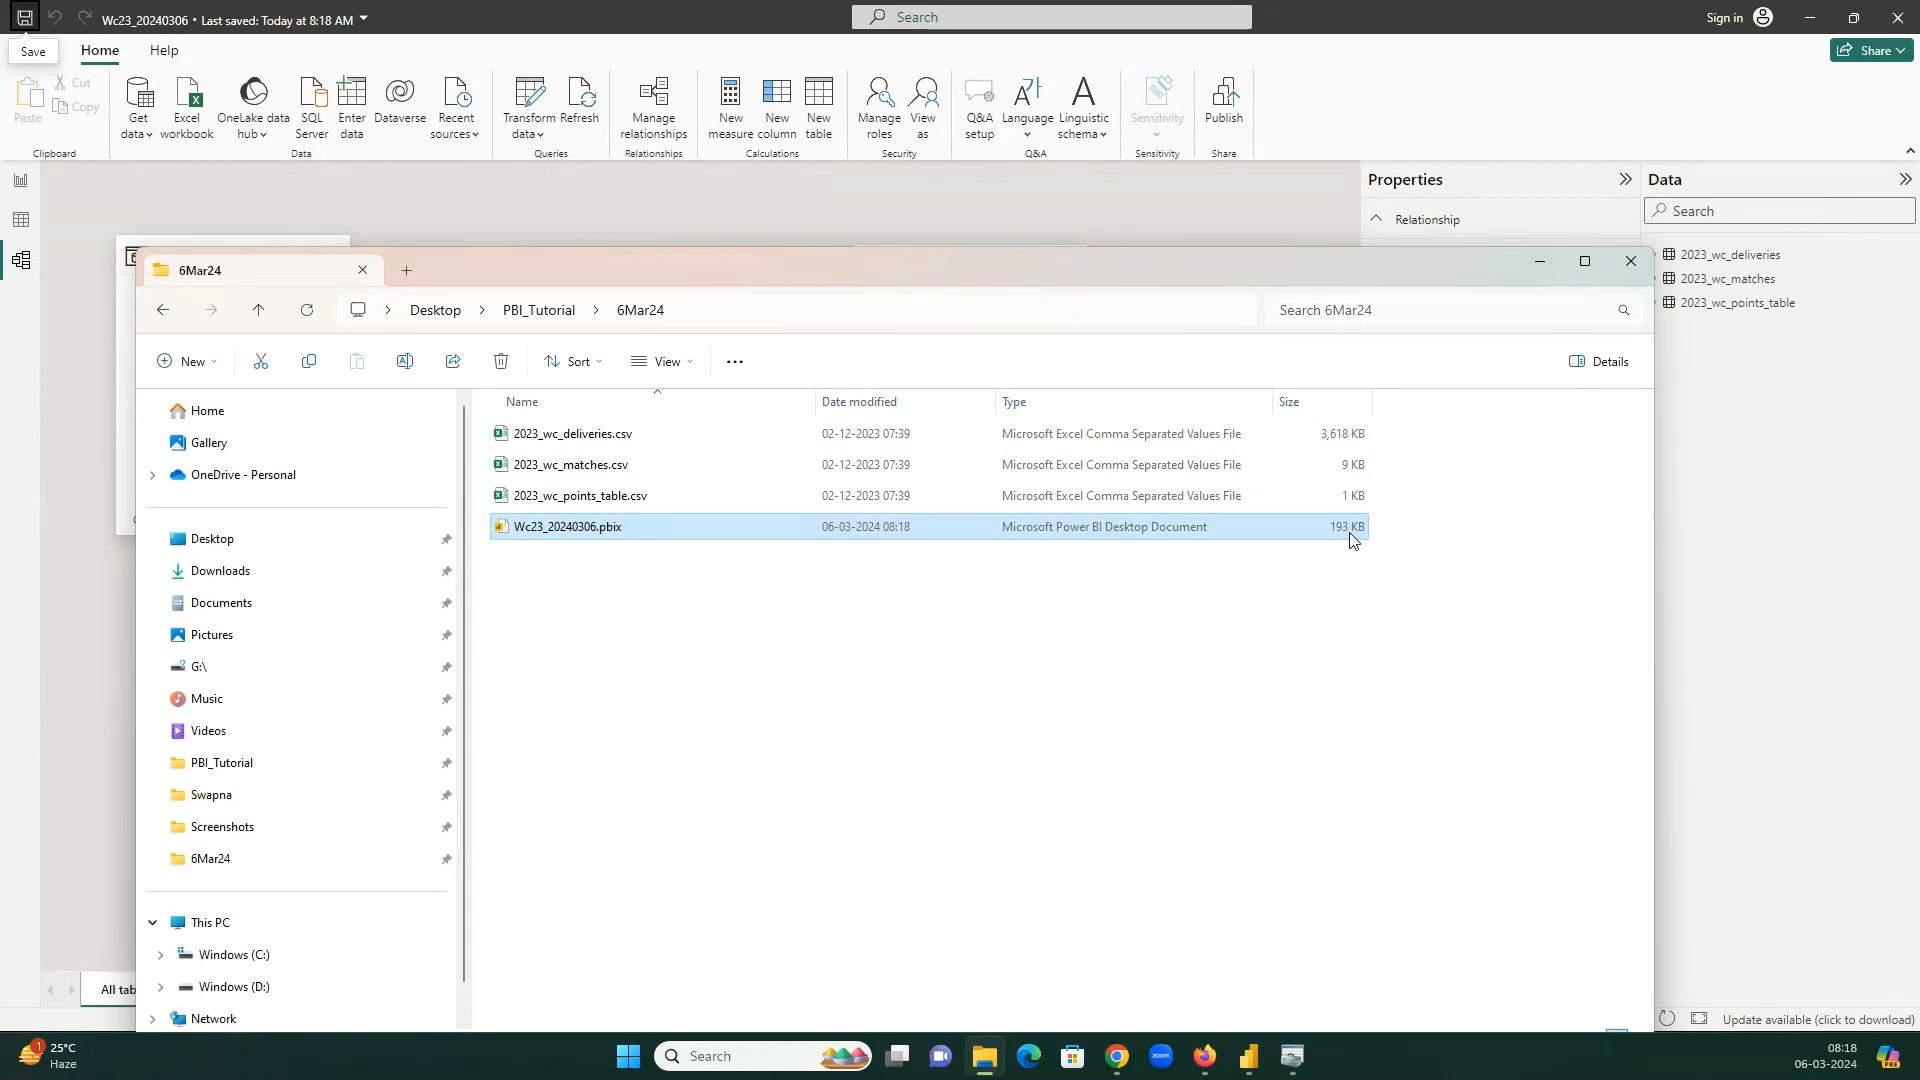 Wc23_20240306 • Last saved: Today at 8:18 AM
Search
Sign in
Save
Home
Help
Share
Paste
Cut
Copy
Clipboard
Get data
Excel workbook
OneLake data hub
SQL Server
Enter data
Dataverse
Recent sources
Data
Transform data
Refresh
Queries
Manage relationships
Relationships
New measure
New column
New table
Calculations
Manage roles
View as
Security
Q&A setup
Language
Linguistic schema
Q&A
Sensitivity
Sensitivity
Publish
Share
Properties
Relationship
Data
Search
2023_wc_deliveries
2023_wc_matches
2023_wc_points_table
6Mar24
Desktop
PBI_Tutorial
6Mar24
Search 6Mar24
New
Sort
View
Details
Home
Gallery
OneDrive - Personal
Desktop
Downloads
Documents
Pictures
G:\
Music
Videos
PBI_Tutorial
Swapna
Screenshots
6Mar24
This PC
Windows (C:)
Windows (D:)
Network
Name Date modified Type Size
2023_wc_deliveries.csv 02-12-2023 07:39 Microsoft Excel Comma Separated Values File 3,618 KB
2023_wc_matches.csv 02-12-2023 07:39 Microsoft Excel Comma Separated Values File 9 KB
2023_wc_points_table.csv 02-12-2023 07:39 Microsoft Excel Comma Separated Values File 1 KB
Wc23_20240306.pbix 06-03-2024 08:18 Microsoft Power BI Desktop Document 193 KB
All tab
Update available (click to download)
1
25°C
Haze
Search
zoom
08:18
06-03-2024
PRE